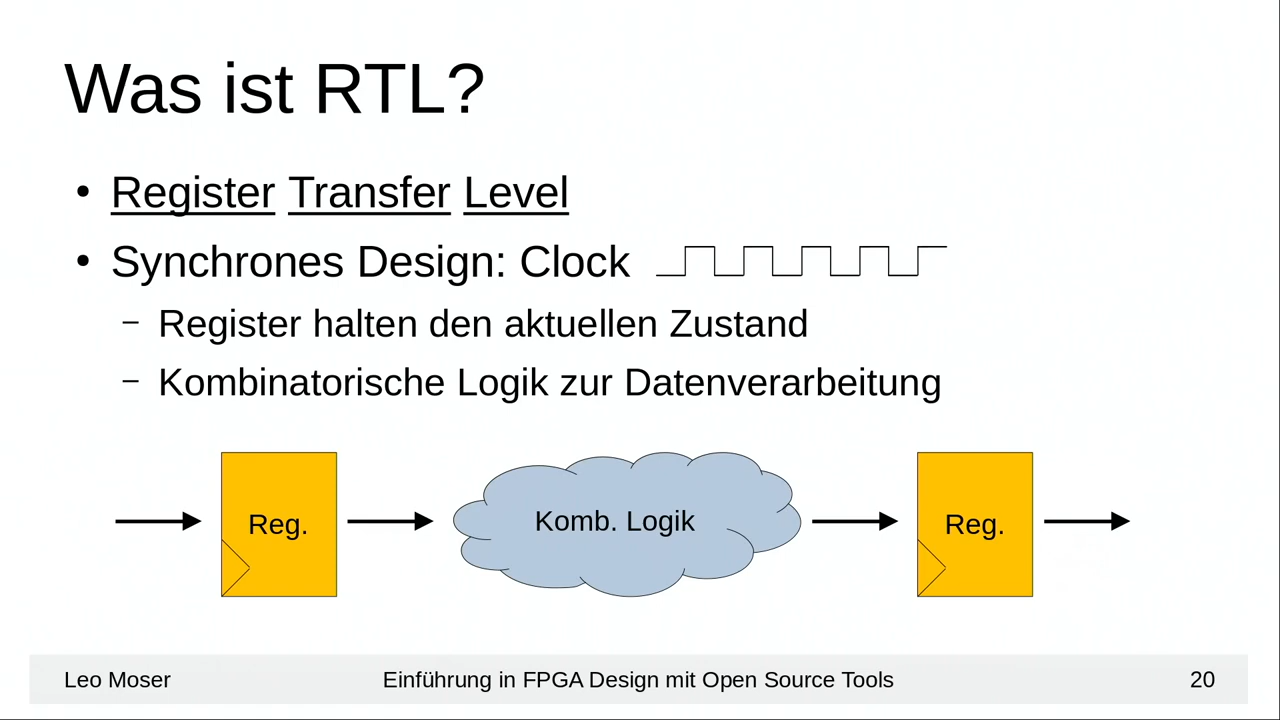 Was ist RTL?
• Register Transfer Level
• Synchrones Design: Clock
– Register halten den aktuellen Zustand
– Kombinatorische Logik zur Datenverarbeitung
Reg. Komb. Logik Reg.
Leo Moser Einführung in FPGA Design mit Open Source Tools 20